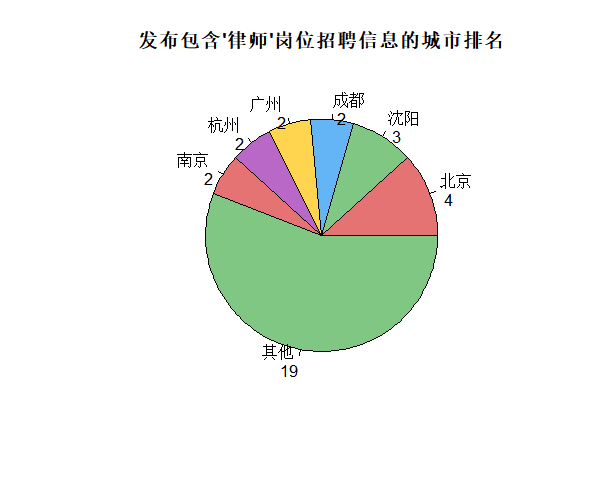 发布包含'律师'岗位招聘信息的城市排名
成都
2
广州
2
沈阳
3
杭州
2
南京
2
北京
4
其他
19